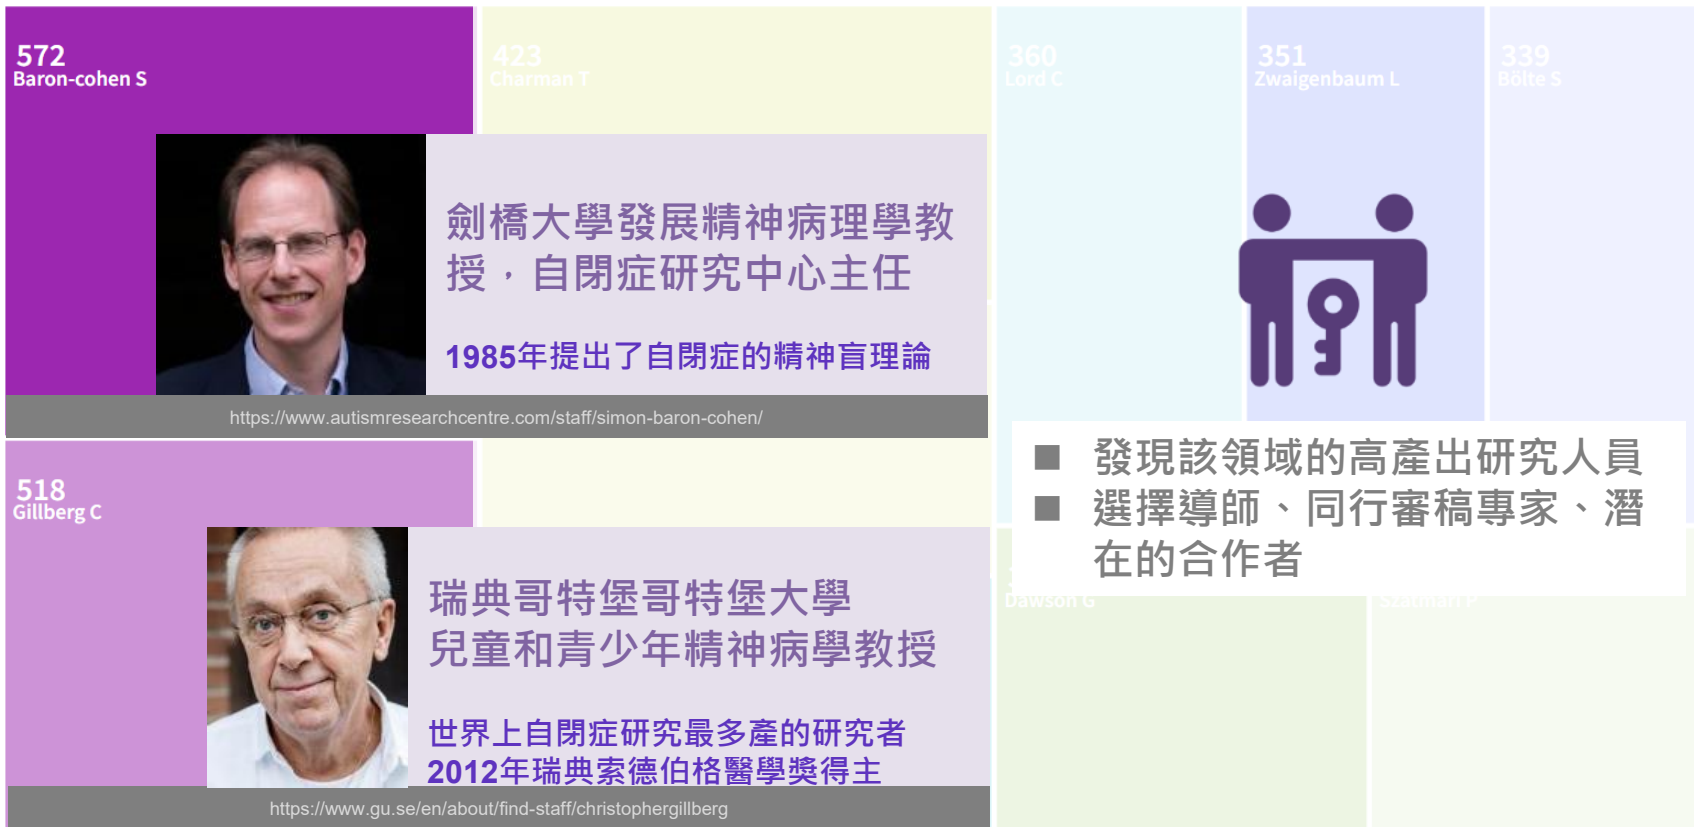 572
Baron-cohen S
423
Charman T
360
Lord C
351
Zwaigenbaum L
339
Bölte S
劍橋大學發展精神病理學教
授，自閉症研究中心主任
1985年提出了自閉症的精神盲理論
https://www.autismresearchcentre.com/staff/simon-baron-cohen/
518
Gillberg C
瑞典哥特堡哥特堡大學
兒童和青少年精神病學教授
世界上自閉症研究最多產的研究者
2012年瑞典索德伯格醫學獎得主
https://www.gu.se/en/about/find-staff/christophergillberg
■ 發現該領域的高產出研究人員
■ 選擇導師、同行審稿專家、潛
在的合作者
Dawson G
Szatmari P